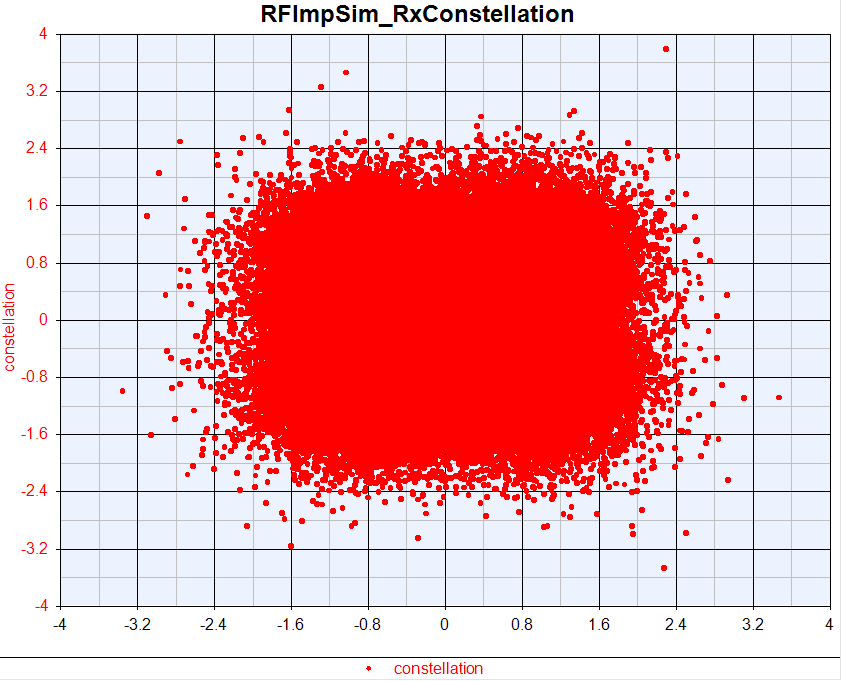 RFImpSim_RxConstellation
4
3.2
2.4
1.6
0.8
0
-0.8
-1.6
-2.4
-3.2
-4
constellation
-4 -3.2 -2.4 -1.6 -0.8 0 0.8 1.6 2.4 3.2 4
constellation